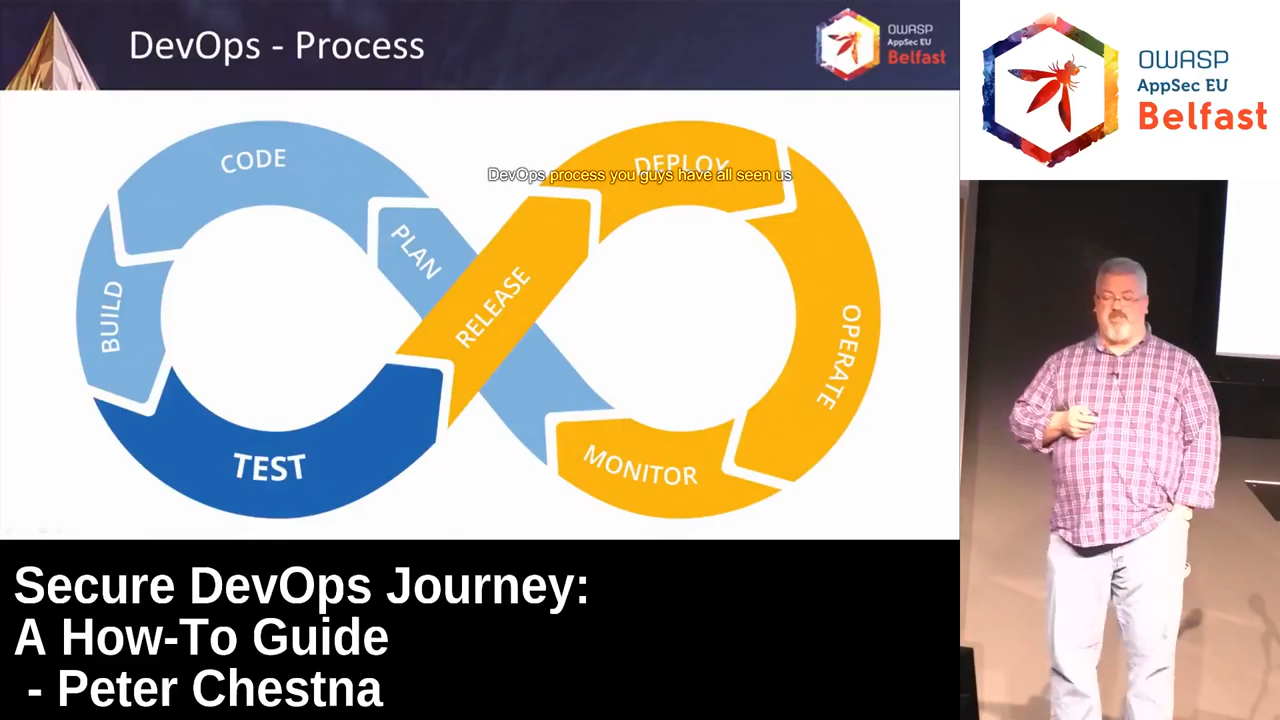 DevOps - Process
OWASP
AppSec EU
Belfast
CODE
PLAN
BUILD
TEST
RELEASE
DEPLOY
OPERATE
MONITOR
DevOps process you guys have all seen us
OWASP
AppSec EU
Belfast
Secure DevOps Journey:
A How-To Guide
- Peter Chestna